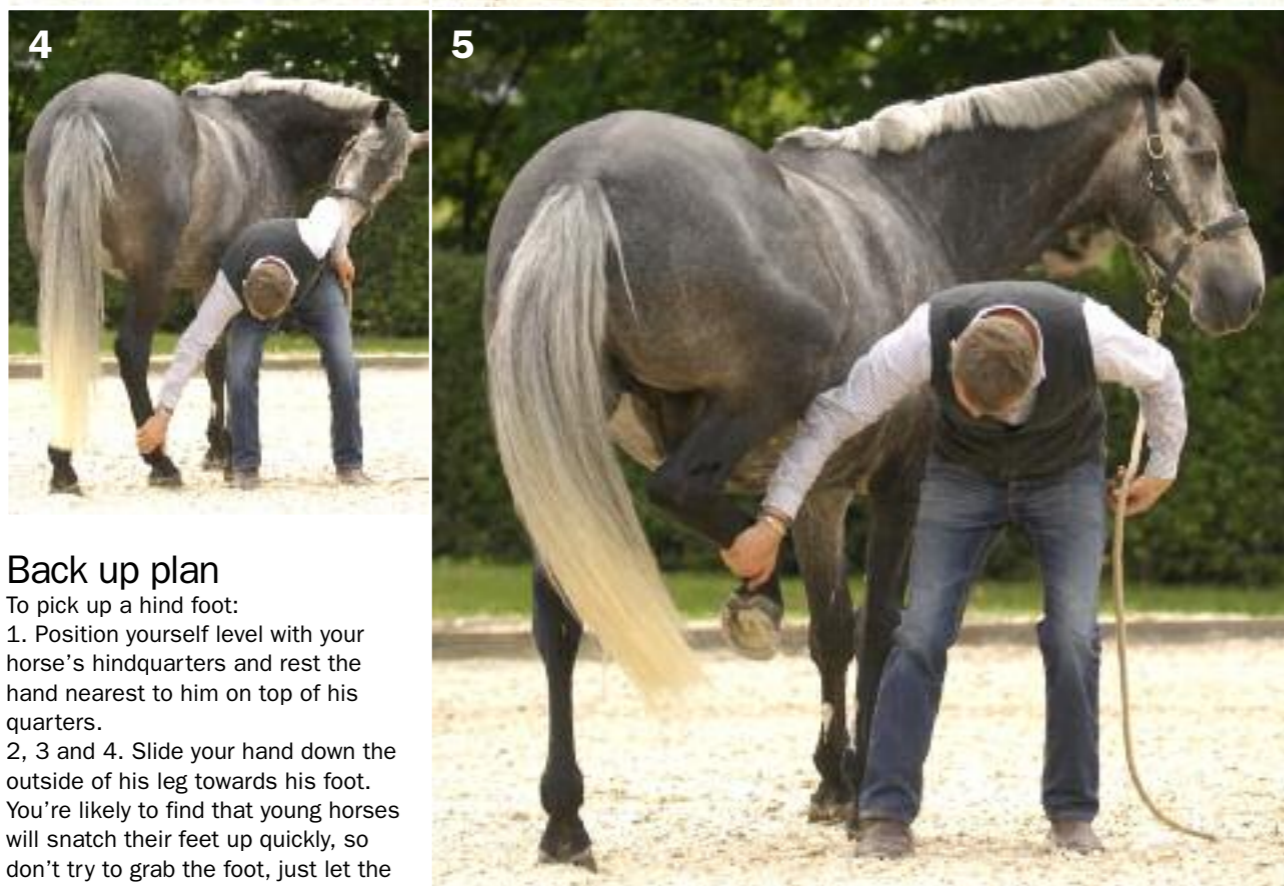 4
5
Back up plan
To pick up a hind foot:
1. Position yourself level with your
horse's hindquarters and rest the
hand nearest to him on top of his
quarters.
2, 3 and 4. Slide your hand down the
outside of his leg towards his foot.
You're likely to find that young horses
will snatch their feet up quickly, so
don't try to grab the foot, just let the